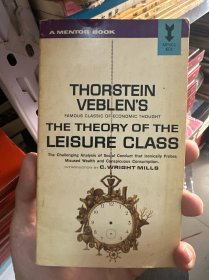 A MENTOR BOOK
THORSTEIN
VEBLEN'S
FAMOUS CLASSIC OF ECONOMIC THOUGHT
THE THEORY OF THE
LEISURE CLASS
The Challenging Analysis of Social Conduct that Ironically Probes
Misused Wealth and Conspicuous Consumption.
INTRODUCTION BY C. WRIGHT MILLS